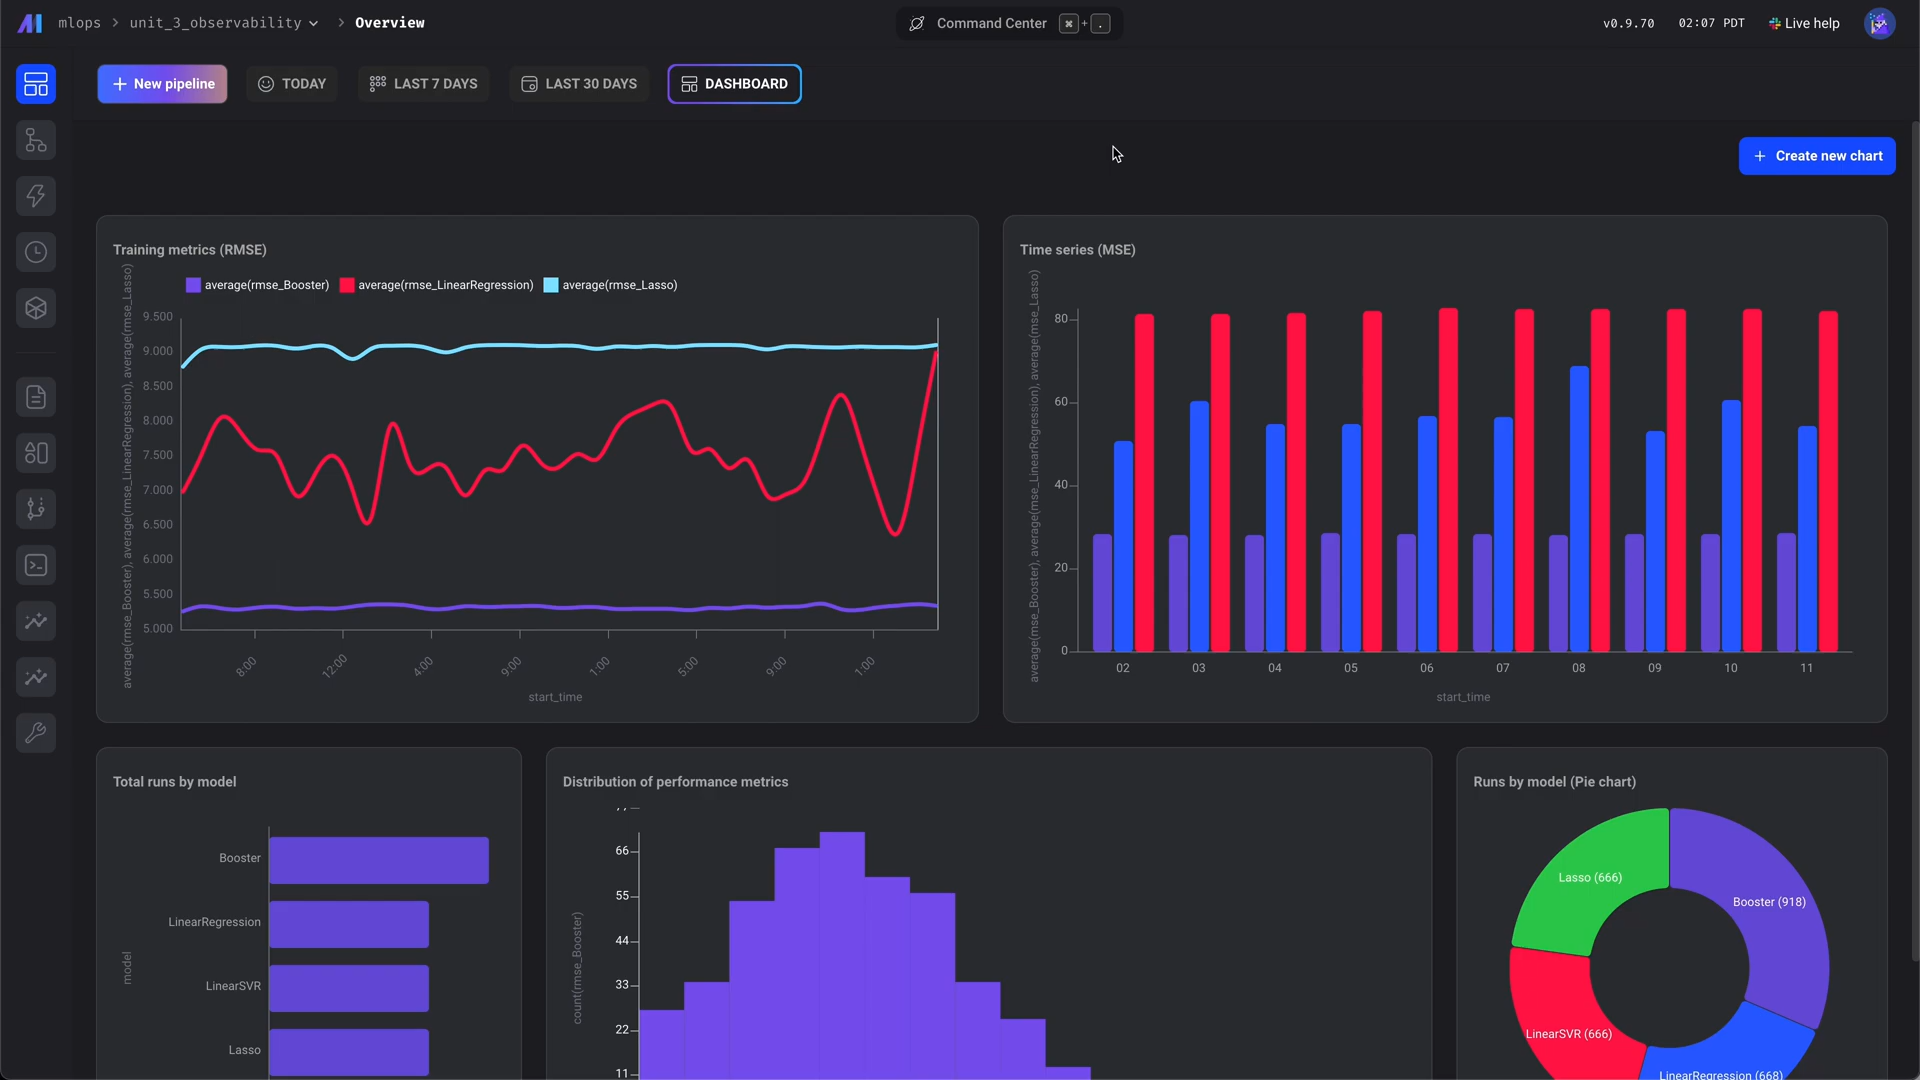 mlops > unit_3_observability > Overview
Command Center ⌘ + .
v0.9.70 02:07 PDT Live help
+ New pipeline
TODAY
LAST 7 DAYS
LAST 30 DAYS
DASHBOARD
+ Create new chart
Training metrics (RMSE)
average(rmse_Booster) average(rmse_LinearRegression) average(rmse_Lasso)
average(rmse_Booster), average(rmse_LinearRegression), average(rmse_Lasso)
9.500
9.000
8.500
8.000
7.500
7.000
6.500
6.000
5.500
5.000
8:00 12:00 4:00 9:00 1:00 5:00 9:00 1:00
start_time
Time series (MSE)
average(mse_Booster), average(mse_LinearRegression), average(mse_Lasso)
80
60
40
20
0
02 03 04 05 06 07 08 09 10 11
start_time
Total runs by model
model
Booster
LinearRegression
LinearSVR
Lasso
Distribution of performance metrics
count(rmse_Booster)
66
55
44
33
22
11
Runs by model (Pie chart)
Lasso (666)
Booster (918)
LinearSVR (666)
LinearRegression (668)